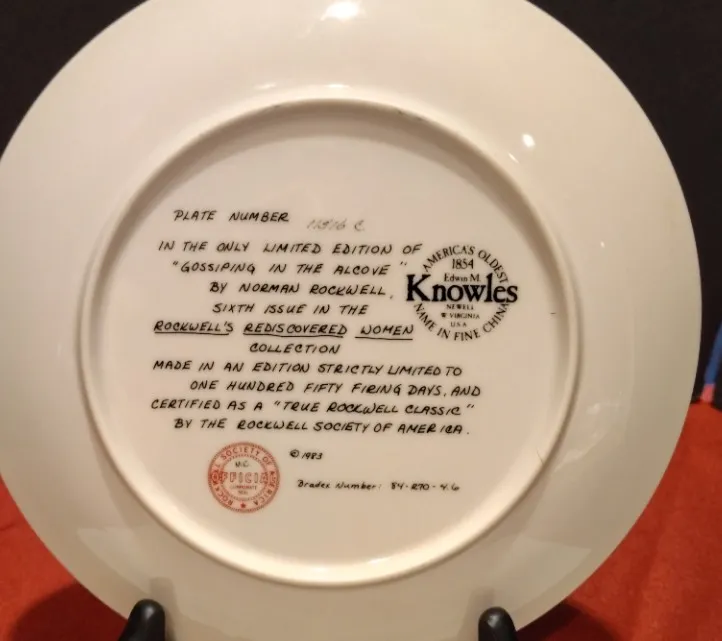 PLATE NUMBER
IN THE ONLY LIMITED EDITION OF
"GOSSIPING IN THE ALCOVE"
BY NORMAN ROCKWELL,
SIXTH ISSUE IN THE
ROCKWELL'S REDISCOVERED WOMEN
COLLECTION
MADE IN AN EDITION STRICTLY LIMITED TO
ONE HUNDRED FIFTY FIRING DAYS, AND
CERTIFIED AS A "TRUE ROCKWELL CLASSIC"
BY THE ROCKWELL SOCIETY OF AMERICA.
AMERICA'S OLDEST
1854
Edwin M.
Knowles
NEWELL
W VIRGINIA
U.S.A
NAME IN FINE CHINA
SOCIETY OF AMERICA
©1983
Bradex Number: 84-R70-4.6